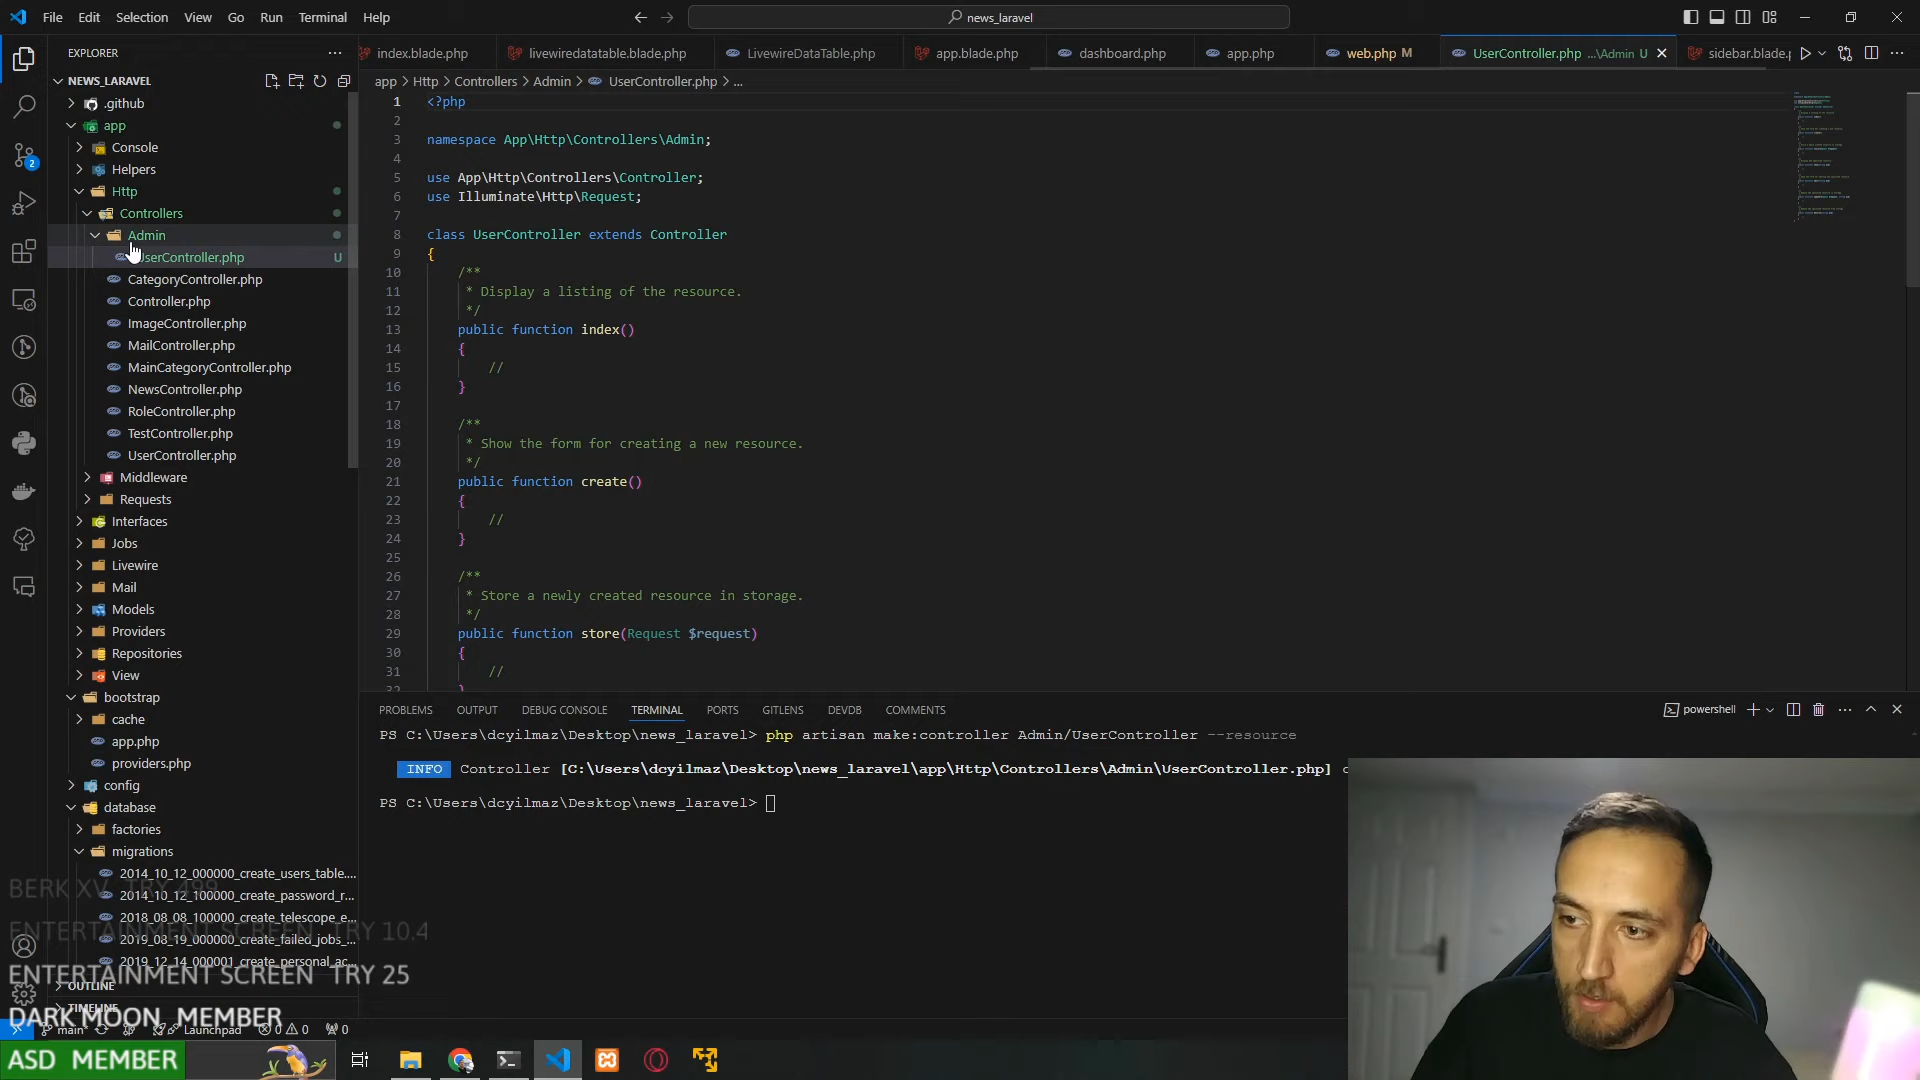 File Edit Selection View Go Run Terminal Help
news_laravel
EXPLORER
index.blade.php
livewiredatatable.blade.php
LivewireDataTable.php
app.blade.php
dashboard.php
app.php
web.php M
UserController.php ...\Admin U
sidebar.blade.p
NEWS_LARAVEL
.github
app
Console
Helpers
Http
Controllers
Admin
UserController.php U
CategoryController.php
Controller.php
ImageController.php
MailController.php
MainCategoryController.php
NewsController.php
RoleController.php
TestController.php
UserController.php
Middleware
Requests
Interfaces
Jobs
Livewire
Mail
Models
Providers
Repositories
View
bootstrap
cache
app.php
providers.php
config
database
factories
migrations
2014_10_12_000000_create_users_table....
2014_10_12_100000_create_password_r...
2018_08_08_100000_create_telescope_e...
2019_08_19_000000_create_failed_jobs_...
2019_12_14_000001_create_personal_ac...
OUTLINE
TIMELINE
2
app > Http > Controllers > Admin > UserController.php > ...
1 <?php
2
3 namespace App\Http\Controllers\Admin;
4
5 use App\Http\Controllers\Controller;
6 use Illuminate\Http\Request;
7
8 class UserController extends Controller
9 {
10 /**
11 * Display a listing of the resource.
12 */
13 public function index()
14 {
15 //
16 }
17
18 /**
19 * Show the form for creating a new resource.
20 */
21 public function create()
22 {
23 //
24 }
25
26 /**
27 * Store a newly created resource in storage.
28 */
29 public function store(Request $request)
30 {
31 //
32 }
PROBLEMS OUTPUT DEBUG CONSOLE TERMINAL PORTS GITLENS DEVDB COMMENTS
powershell
PS C:\Users\dcyilmaz\Desktop\news_laravel> php artisan make:controller Admin/UserController --resource
INFO Controller [C:\Users\dcyilmaz\Desktop\news_laravel\app\Http\Controllers\Admin\UserController.php] c
PS C:\Users\dcyilmaz\Desktop\news_laravel>
BERK XV TRY 499
ENTERTAINMENT SCREEN TRY 10.4
ENTERTAINMENT SCREEN TRY 25
DARK MOON MEMBER
main* Launchpad 0 0 0
ASD MEMBER